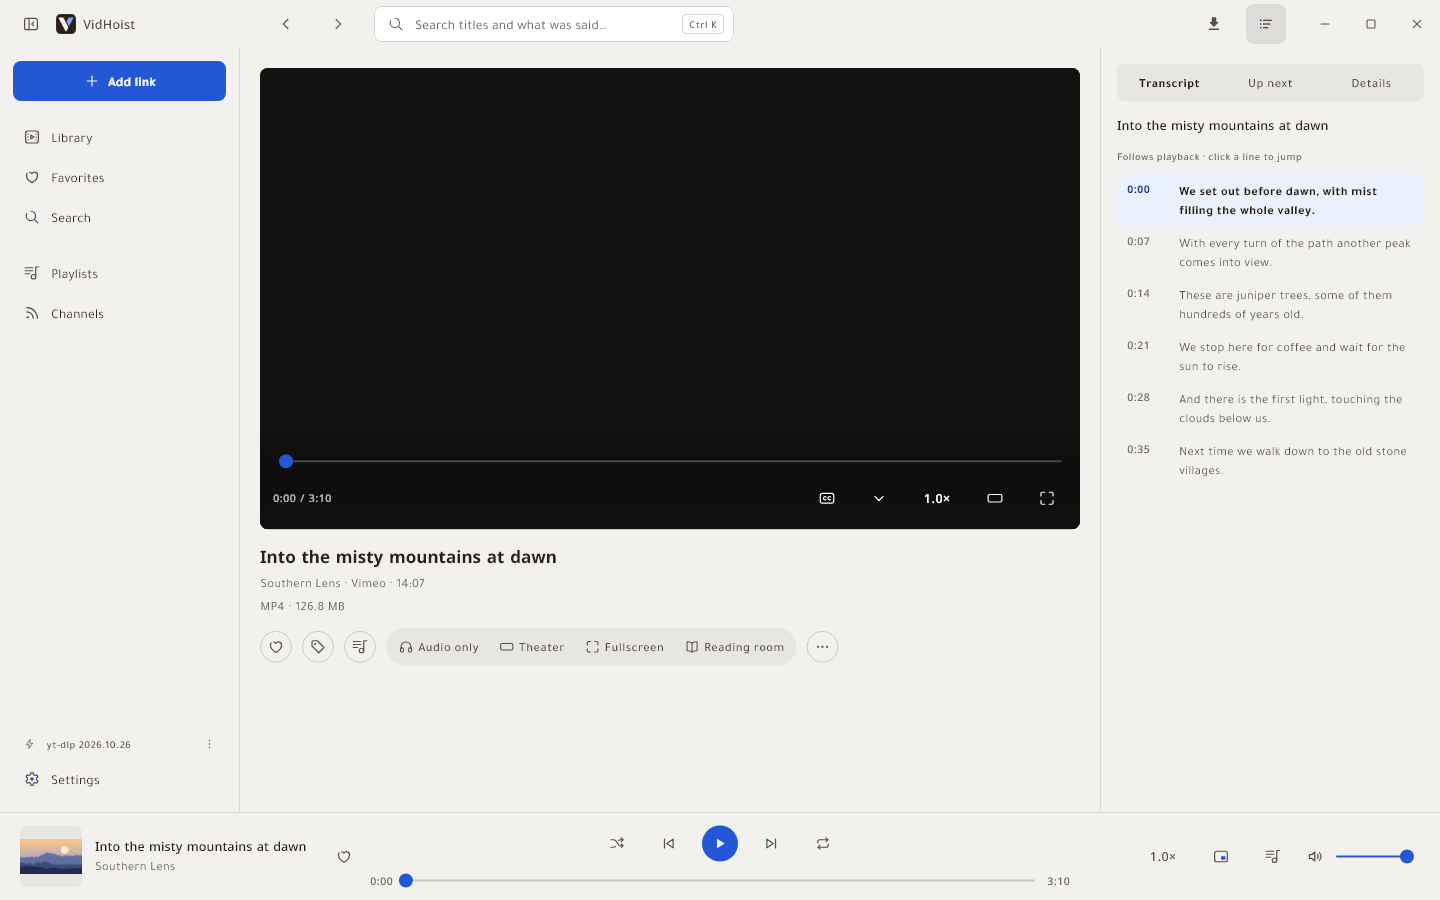 VidHoist
Search titles and what was said...
Ctrl K
Add link
Library
Favorites
Search
Playlists
Channels
yt-dlp 2026.10.26
Settings
0:00 / 3:10
1.0×
Into the misty mountains at dawn
Southern Lens · Vimeo · 14:07
MP4 · 126.8 MB
Audio only
Theater
Fullscreen
Reading room
Transcript
Up next
Details
Into the misty mountains at dawn
Follows playback · click a line to jump
0:00
We set out before dawn, with mist
filling the whole valley.
0:07
With every turn of the path another peak
comes into view.
0:14
These are juniper trees, some of them
hundreds of years old.
0:21
We stop here for coffee and wait for the
sun to rise.
0:28
And there is the first light, touching the
clouds below us.
0:35
Next time we walk down to the old stone
villages.
Into the misty mountains at dawn
Southern Lens
0:00
3:10
1.0×